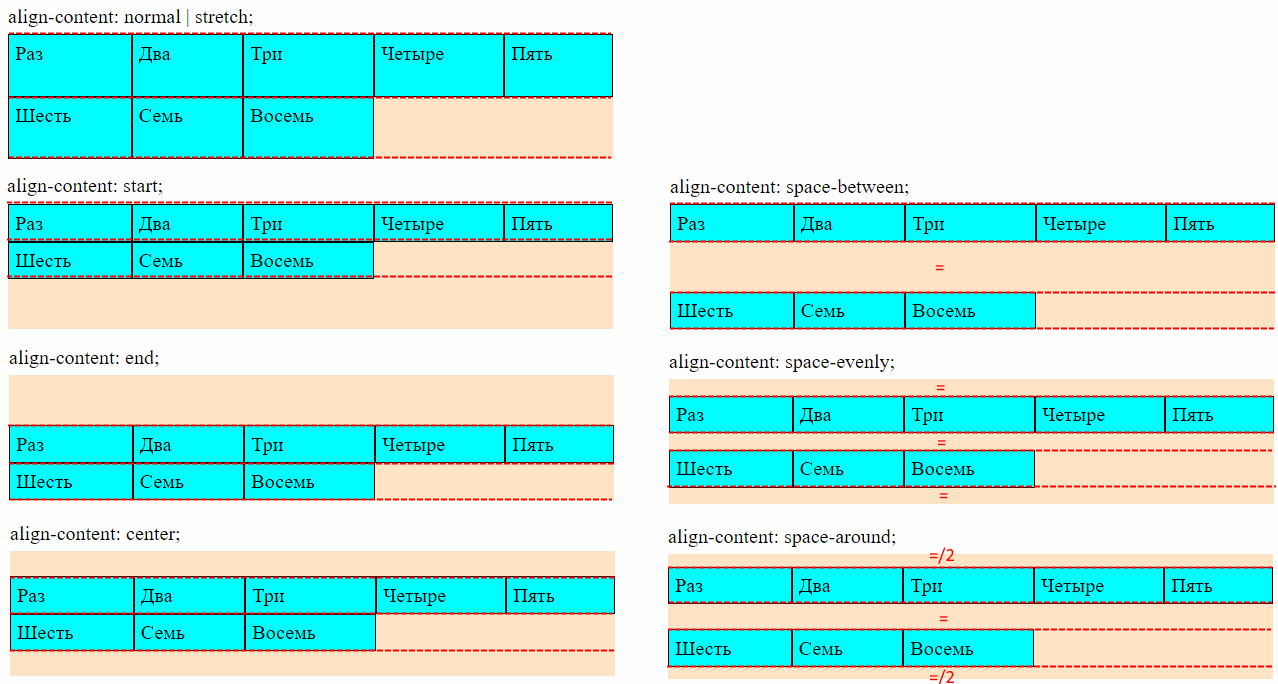 align-content: normal | stretch;
Раз Два Три Четыре Пять
Шесть Семь Восемь
align-content: start;
Раз Два Три Четыре Пять
Шесть Семь Восемь
align-content: end;
Раз Два Три Четыре Пять
Шесть Семь Восемь
align-content: center;
Раз Два Три Четыре Пять
Шесть Семь Восемь
align-content: space-between;
Раз Два Три Четыре Пять
=
Шесть Семь Восемь
align-content: space-evenly;
=
Раз Два Три Четыре Пять
=
Шесть Семь Восемь
=
align-content: space-around;
=/2
Раз Два Три Четыре Пять
=
Шесть Семь Восемь
=/2